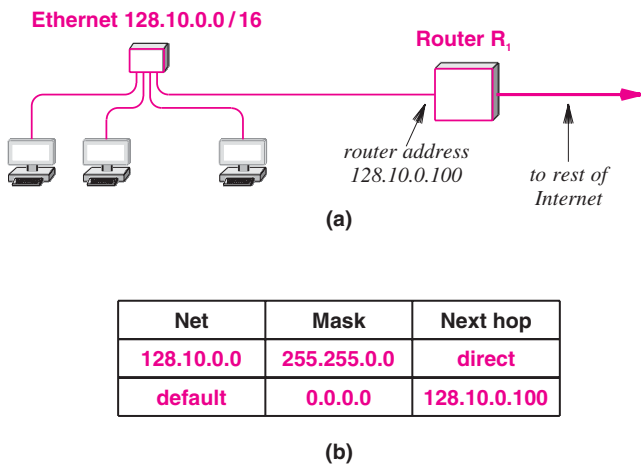 Ethernet 128.10.0.0 / 16
Router R1
router address
128.10.0.100
to rest of
Internet
(a)
Net Mask Next hop
128.10.0.0 255.255.0.0 direct
default 0.0.0.0 128.10.0.100
(b)